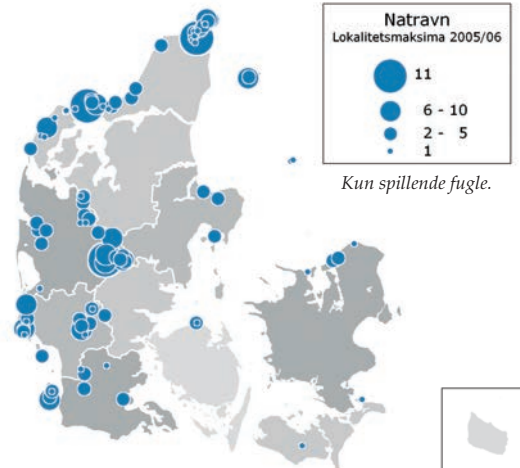 Natravn
Lokalitetsmaksima 2005/06
11
6 - 10
2 - 5
1
Kun spillende fugle.